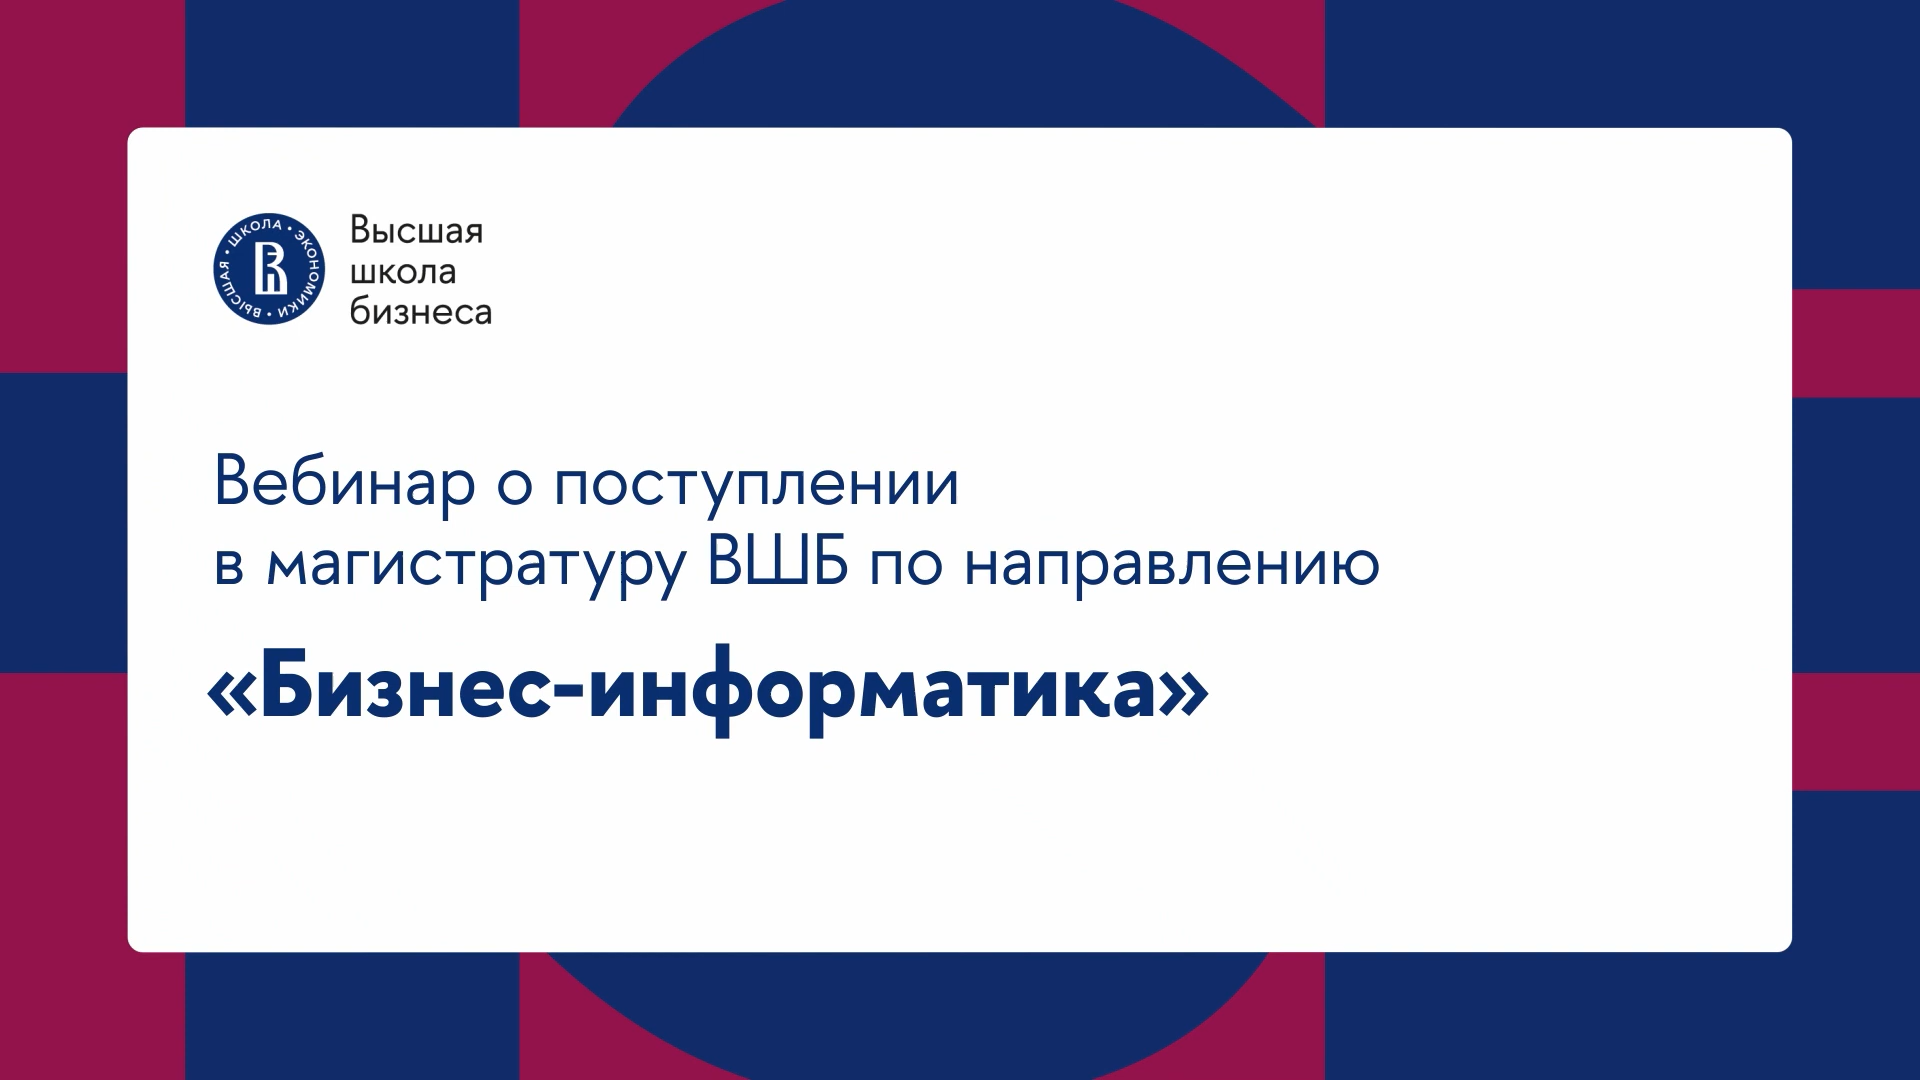 ВЫСШАЯ • ШКОЛА • ЭКОНОМИКИ •
Высшая
школа
бизнеса
Вебинар о поступлении
в магистратуру ВШБ по направлению
«Бизнес-информатика»